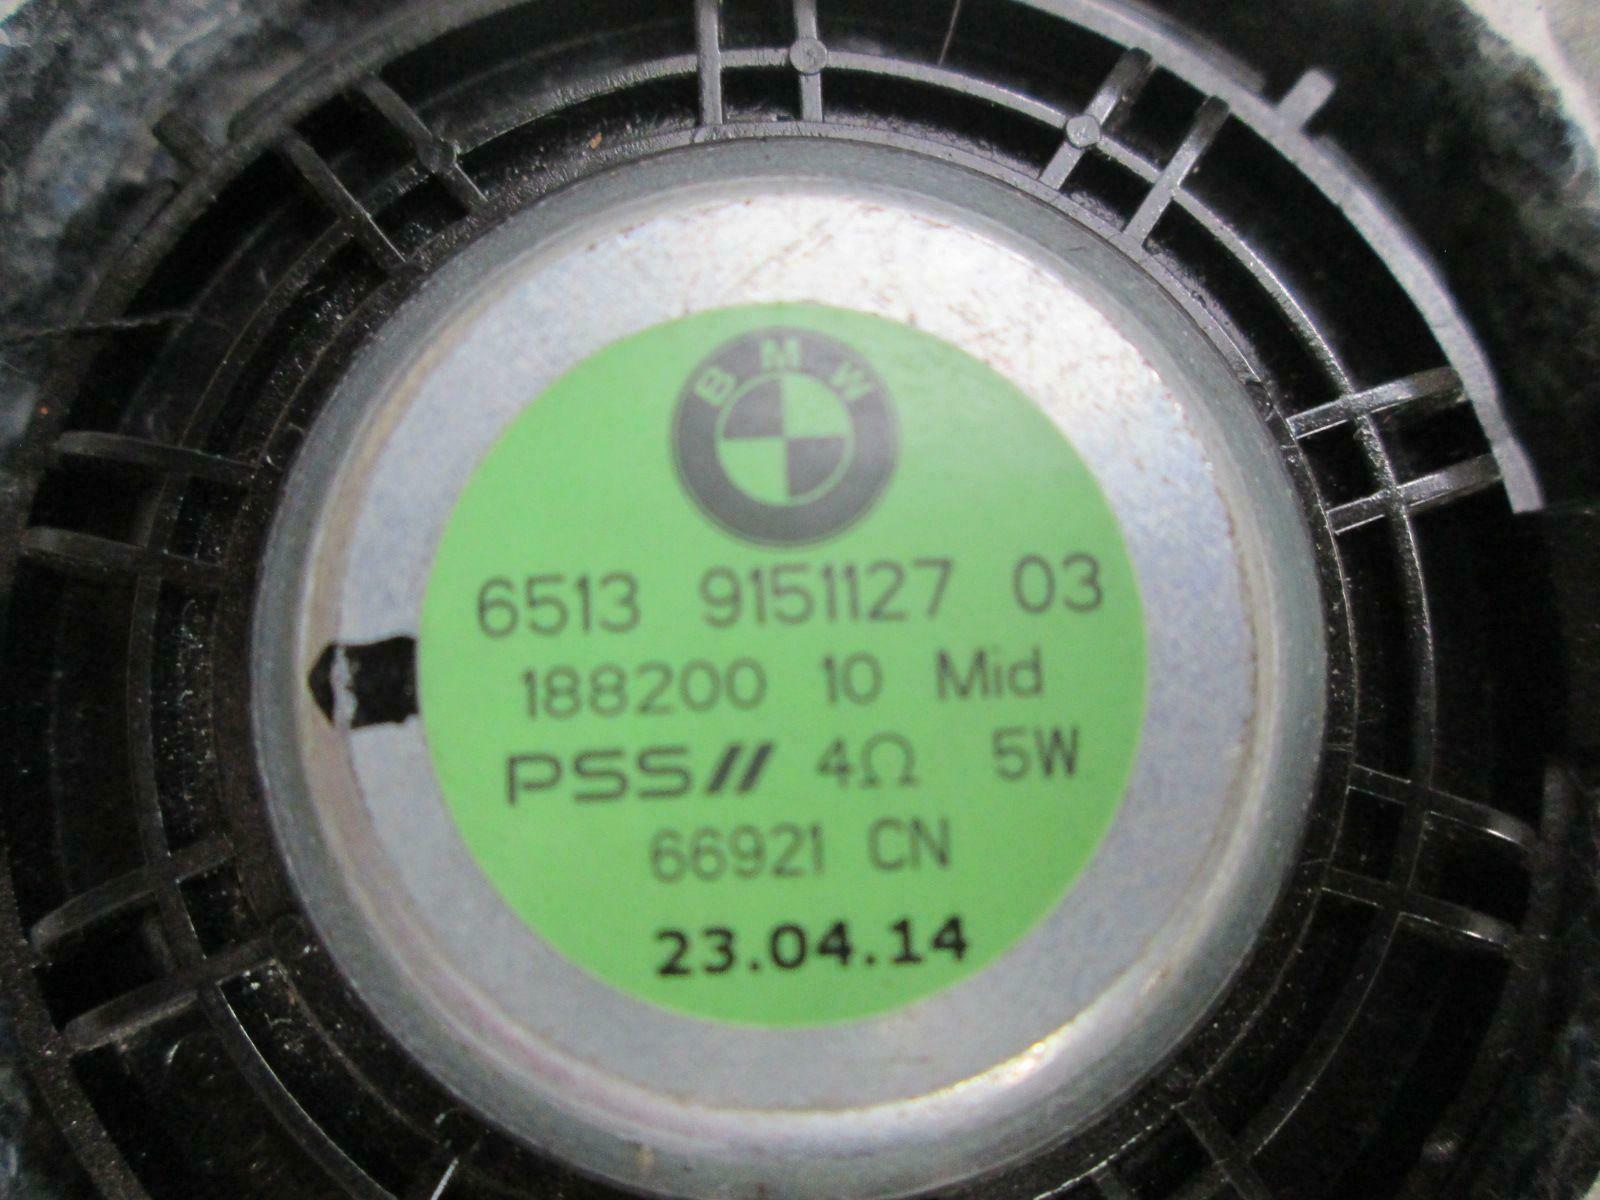 BMW
6513 9151127 03
188200 10 Mid
PSS// 4Ω 5W
66921 CN
23.04.14